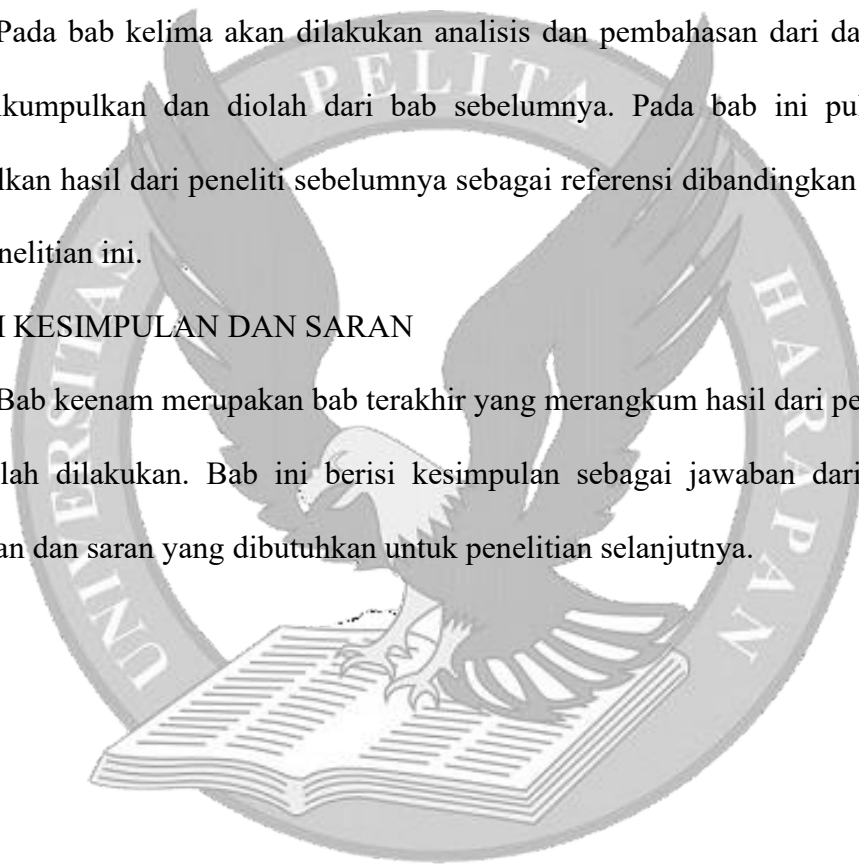 Pada bab kelima akan dilakukan analisis dan pembahasan dari da
kumpulkan dan diolah dari bab sebelumnya. Pada bab ini pu
lkan hasil dari peneliti sebelumnya sebagai referensi dibandingkan
nelitian ini.
I KESIMPULAN DAN SARAN
Bab keenam merupakan bab terakhir yang merangkum hasil dari pe
lah dilakukan. Bab ini berisi kesimpulan sebagai jawaban dari
an dan saran yang dibutuhkan untuk penelitian selanjutnya.
UNIVERSITAS PELITA HARAPAN